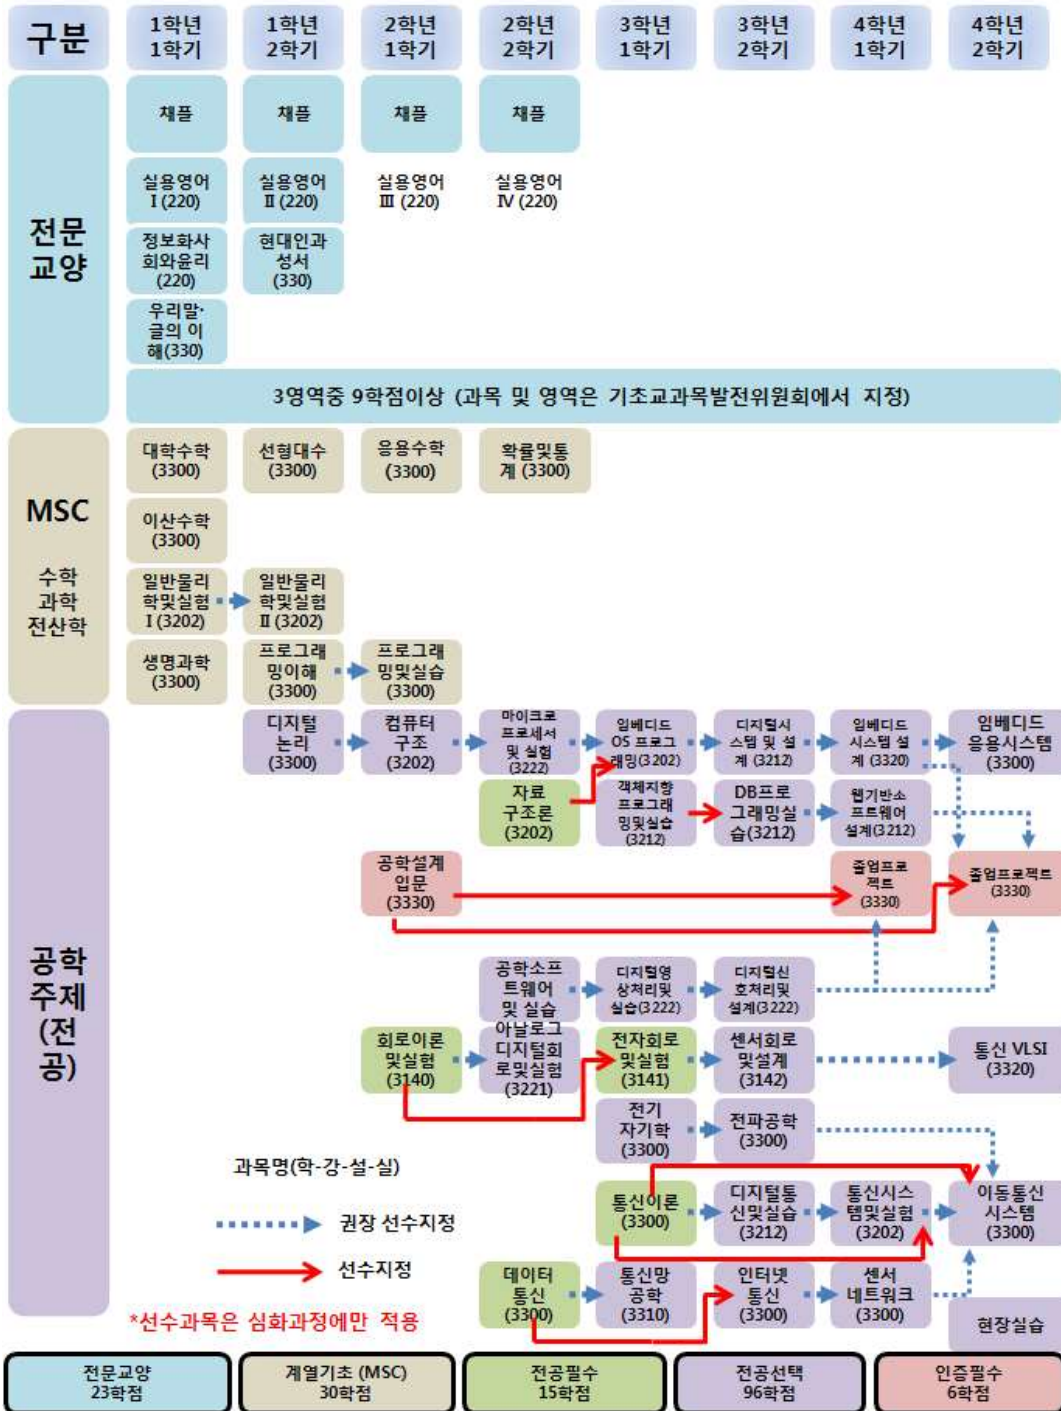 구분
1학년
1학기
1학년
2학기
2학년
1학기
2학년
2학기
3학년
1학기
3학년
2학기
4학년
1학기
4학년
2학기
전문
교양
채플
채플
채플
채플
실용영어
I (220)
실용영어
II (220)
실용영어
III (220)
실용영어
IV (220)
정보화사
회와윤리
(220)
현대인과
성서
(330)
우리말·
글의 이
해(330)
3영역중 9학점이상 (과목 및 영역은 기초교과목발전위원회에서 지정)
MSC
수학
과학
전산학
대학수학
(3300)
선형대수
(3300)
응용수학
(3300)
확률및통
계 (3300)
이산수학
(3300)
일반물리
학및실험
I (3202)
일반물리
학및실험
II (3202)
생명과학
(3300)
프로그래
밍이해
(3300)
프로그래
밍및실습
(3300)
공학
주제
(전
공)
디지털
논리
(3300)
컴퓨터
구조
(3202)
마이크로
프로세서
및 실험
(3222)
임베디드
OS 프로그
래밍(3202)
디지털시
스템 및 설
계 (3212)
임베디드
시스템 설
계 (3320)
임베디드
응용시스템
(3300)
자료
구조론
(3202)
객체지향
프로그래
밍및실습
(3212)
DB프로
그래밍실
습(3212)
웹기반소
프트웨어
설계(3212)
공학설계
입문
(3330)
졸업프로
젝트
(3330)
졸업프로젝트
(3330)
공학소프
트웨어
및 실습
디지털영
상처리및
실습(3222)
디지털신
호처리및
설계(3222)
회로이론
및실험
(3140)
아날로그
디지털회
로및실험
(3221)
전자회로
및실험
(3141)
센서회로
및설계
(3142)
통신 VLSI
(3320)
전기
자기학
(3300)
전파공학
(3300)
과목명(학-강-설-실)
권장 선수지정
선수지정
*선수과목은 심화과정에만 적용
통신이론
(3300)
디지털통
신및실습
(3212)
통신시스
템및실험
(3202)
이동통신
시스템
(3300)
데이터
통신
(3300)
통신망
공학
(3310)
인터넷
통신
(3300)
센서
네트워크
(3300)
현장실습
전문교양
23학점
계열기초 (MSC)
30학점
전공필수
15학점
전공선택
96학점
인증필수
6학점